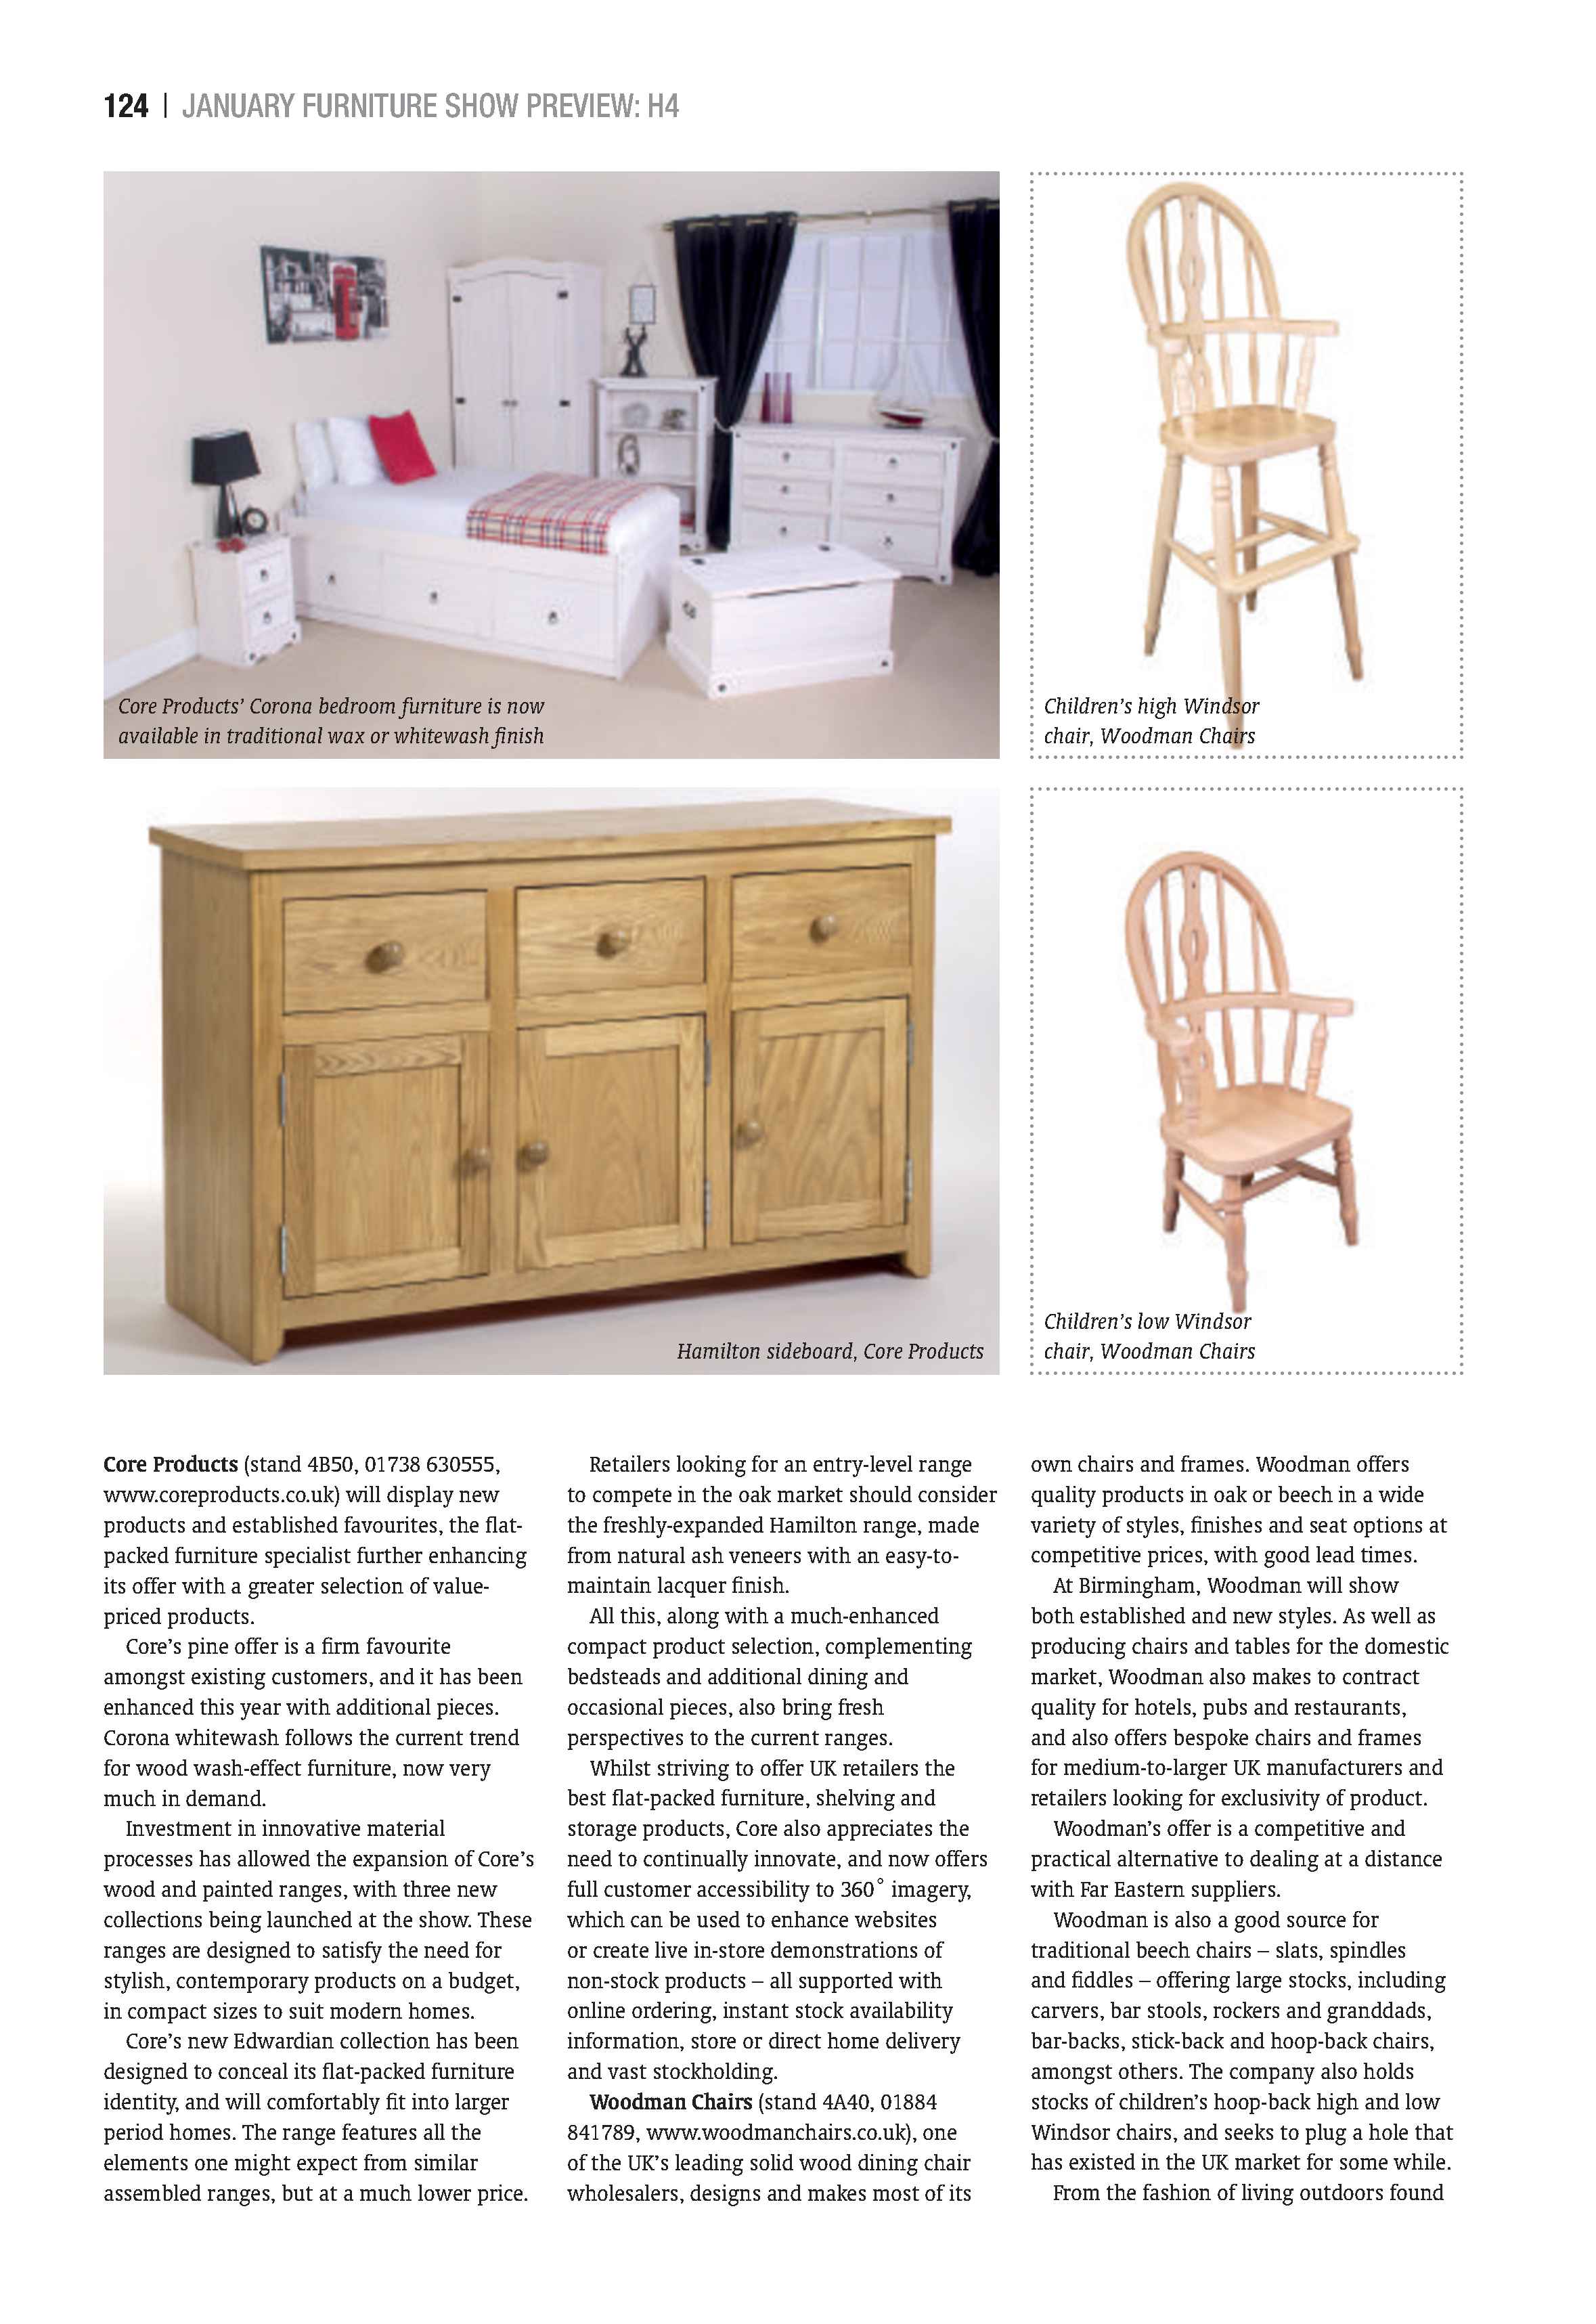 124 | JANUARY FURNITURE SHOW PREVIEW: H4
Core Products’ Corona bedroom furniture is now
available in traditional wax or whitewash finish
Children’s high Windsor
chair, Woodman Chairs
Hamilton sideboard, Core Products
Children’s low Windsor
chair, Woodman Chairs
Core Products (stand 4B50, 01738 630555,
www.coreproducts.co.uk) will display new
products and established favourites, the flat-
packed furniture specialist further enhancing
its offer with a greater selection of value-
priced products.
Core’s pine offer is a firm favourite
amongst existing customers, and it has been
enhanced this year with additional pieces.
Corona whitewash follows the current trend
for wood wash-effect furniture, now very
much in demand.
Investment in innovative material
processes has allowed the expansion of Core’s
wood and painted ranges, with three new
collections being launched at the show. These
ranges are designed to satisfy the need for
stylish, contemporary products on a budget,
in compact sizes to suit modern homes.
Core’s new Edwardian collection has been
designed to conceal its flat-packed furniture
identity, and will comfortably fit into larger
period homes. The range features all the
elements one might expect from similar
assembled ranges, but at a much lower price.
Retailers looking for an entry-level range
to compete in the oak market should consider
the freshly-expanded Hamilton range, made
from natural ash veneers with an easy-to-
maintain lacquer finish.
All this, along with a much-enhanced
compact product selection, complementing
bedsteads and additional dining and
occasional pieces, also bring fresh
perspectives to the current ranges.
Whilst striving to offer UK retailers the
best flat-packed furniture, shelving and
storage products, Core also appreciates the
need to continually innovate, and now offers
full customer accessibility to 360˚ imagery,
which can be used to enhance websites
or create live in-store demonstrations of
non-stock products – all supported with
online ordering, instant stock availability
information, store or direct home delivery
and vast stockholding.
Woodman Chairs (stand 4A40, 01884
841789, www.woodmanchairs.co.uk), one
of the UK’s leading solid wood dining chair
wholesalers, designs and makes most of its
own chairs and frames. Woodman offers
quality products in oak or beech in a wide
variety of styles, finishes and seat options at
competitive prices, with good lead times.
At Birmingham, Woodman will show
both established and new styles. As well as
producing chairs and tables for the domestic
market, Woodman also makes to contract
quality for hotels, pubs and restaurants,
and also offers bespoke chairs and frames
for medium-to-larger UK manufacturers and
retailers looking for exclusivity of product.
Woodman’s offer is a competitive and
practical alternative to dealing at a distance
with Far Eastern suppliers.
Woodman is also a good source for
traditional beech chairs – slats, spindles
and fiddles – offering large stocks, including
carvers, bar stools, rockers and granddads,
bar-backs, stick-back and hoop-back chairs,
amongst others. The company also holds
stocks of children’s hoop-back high and low
Windsor chairs, and seeks to plug a hole that
has existed in the UK market for some while.
From the fashion of living outdoors found